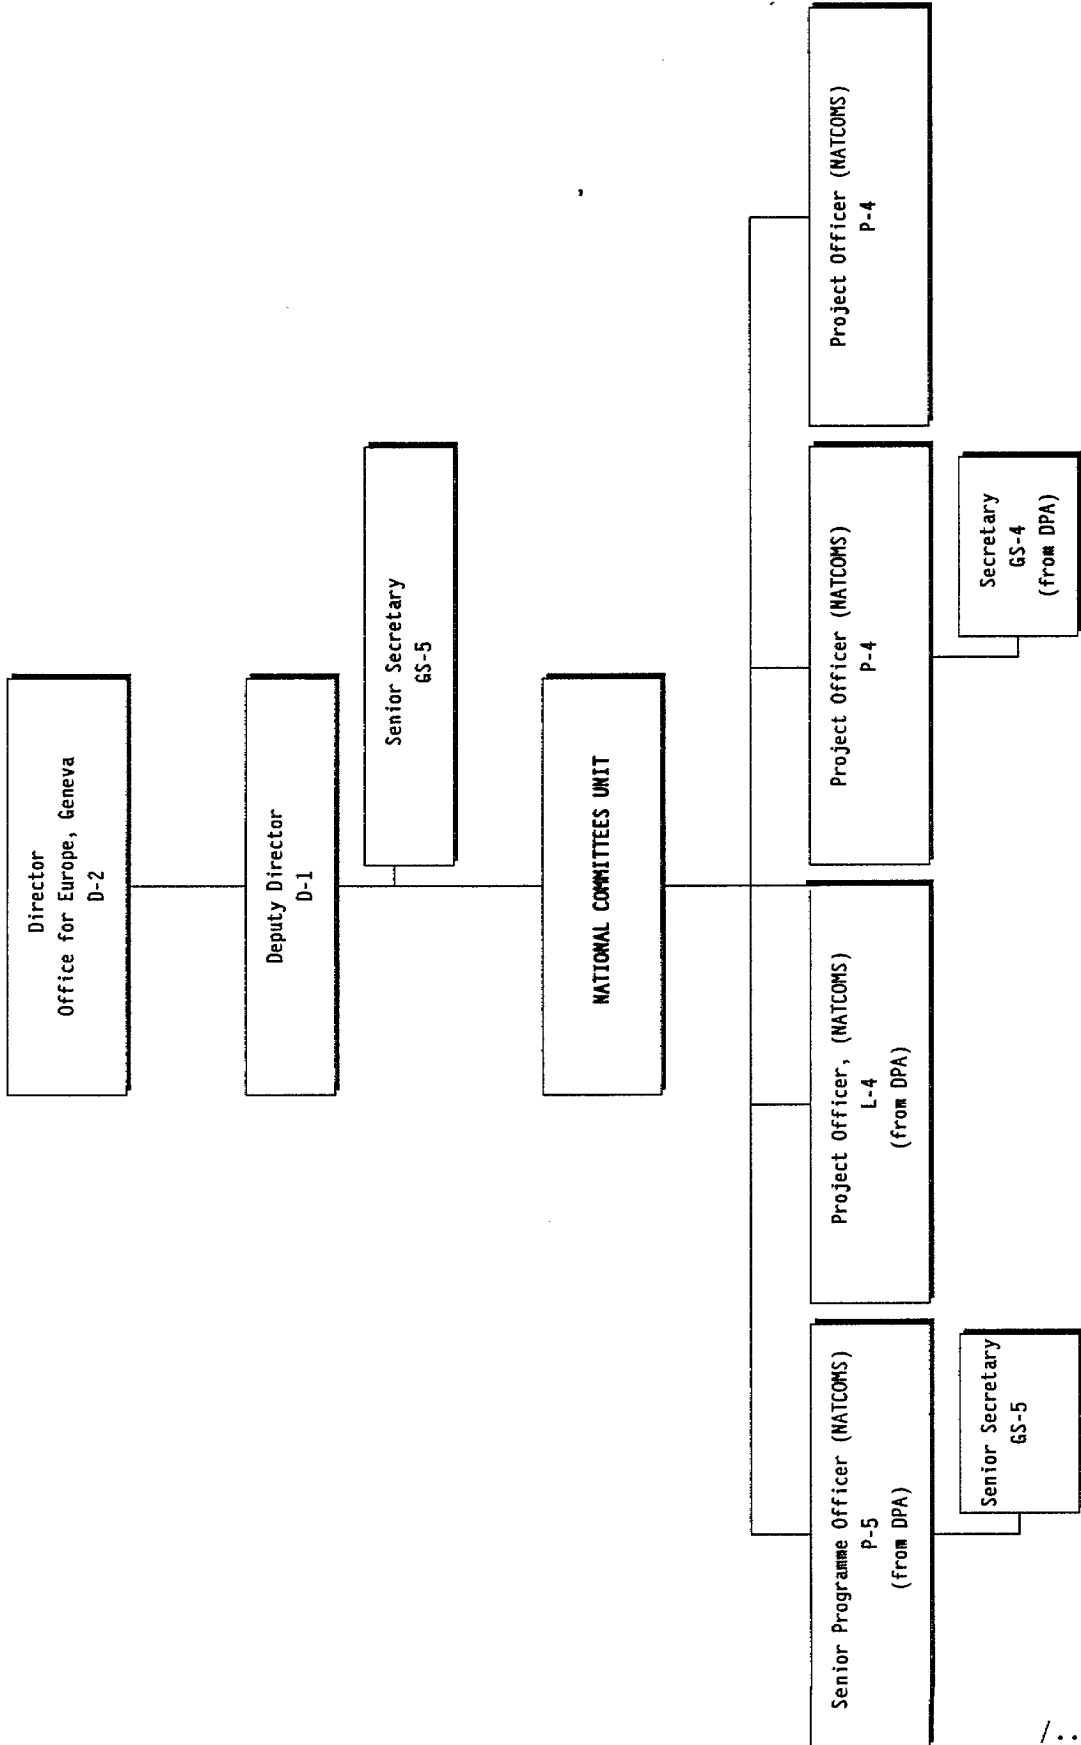 Director
Office for Europe, Geneva
D-2
Deputy Director
D-1
Senior Secretary
GS-5
NATIONAL COMMITTEES UNIT
Senior Programme Officer (NATCOMS)
P-5
(from DPA)
Project Officer, (NATCOMS)
L-4
(from DPA)
Project Officer (NATCOMS)
P-4
Project Officer (NATCOMS)
P-4
Senior Secretary
GS-5
Secretary
GS-4
(from DPA)
/..